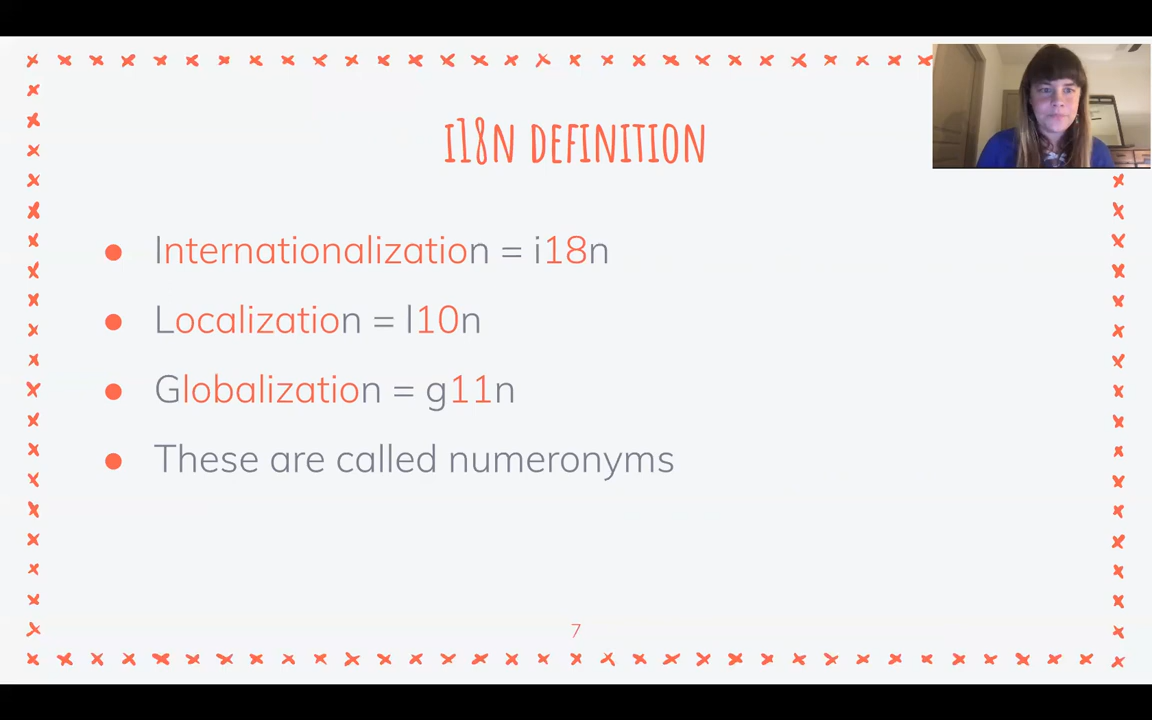 i18n definition
Internationalization = i18n
Localization = l10n
Globalization = g11n
These are called numeronyms
7